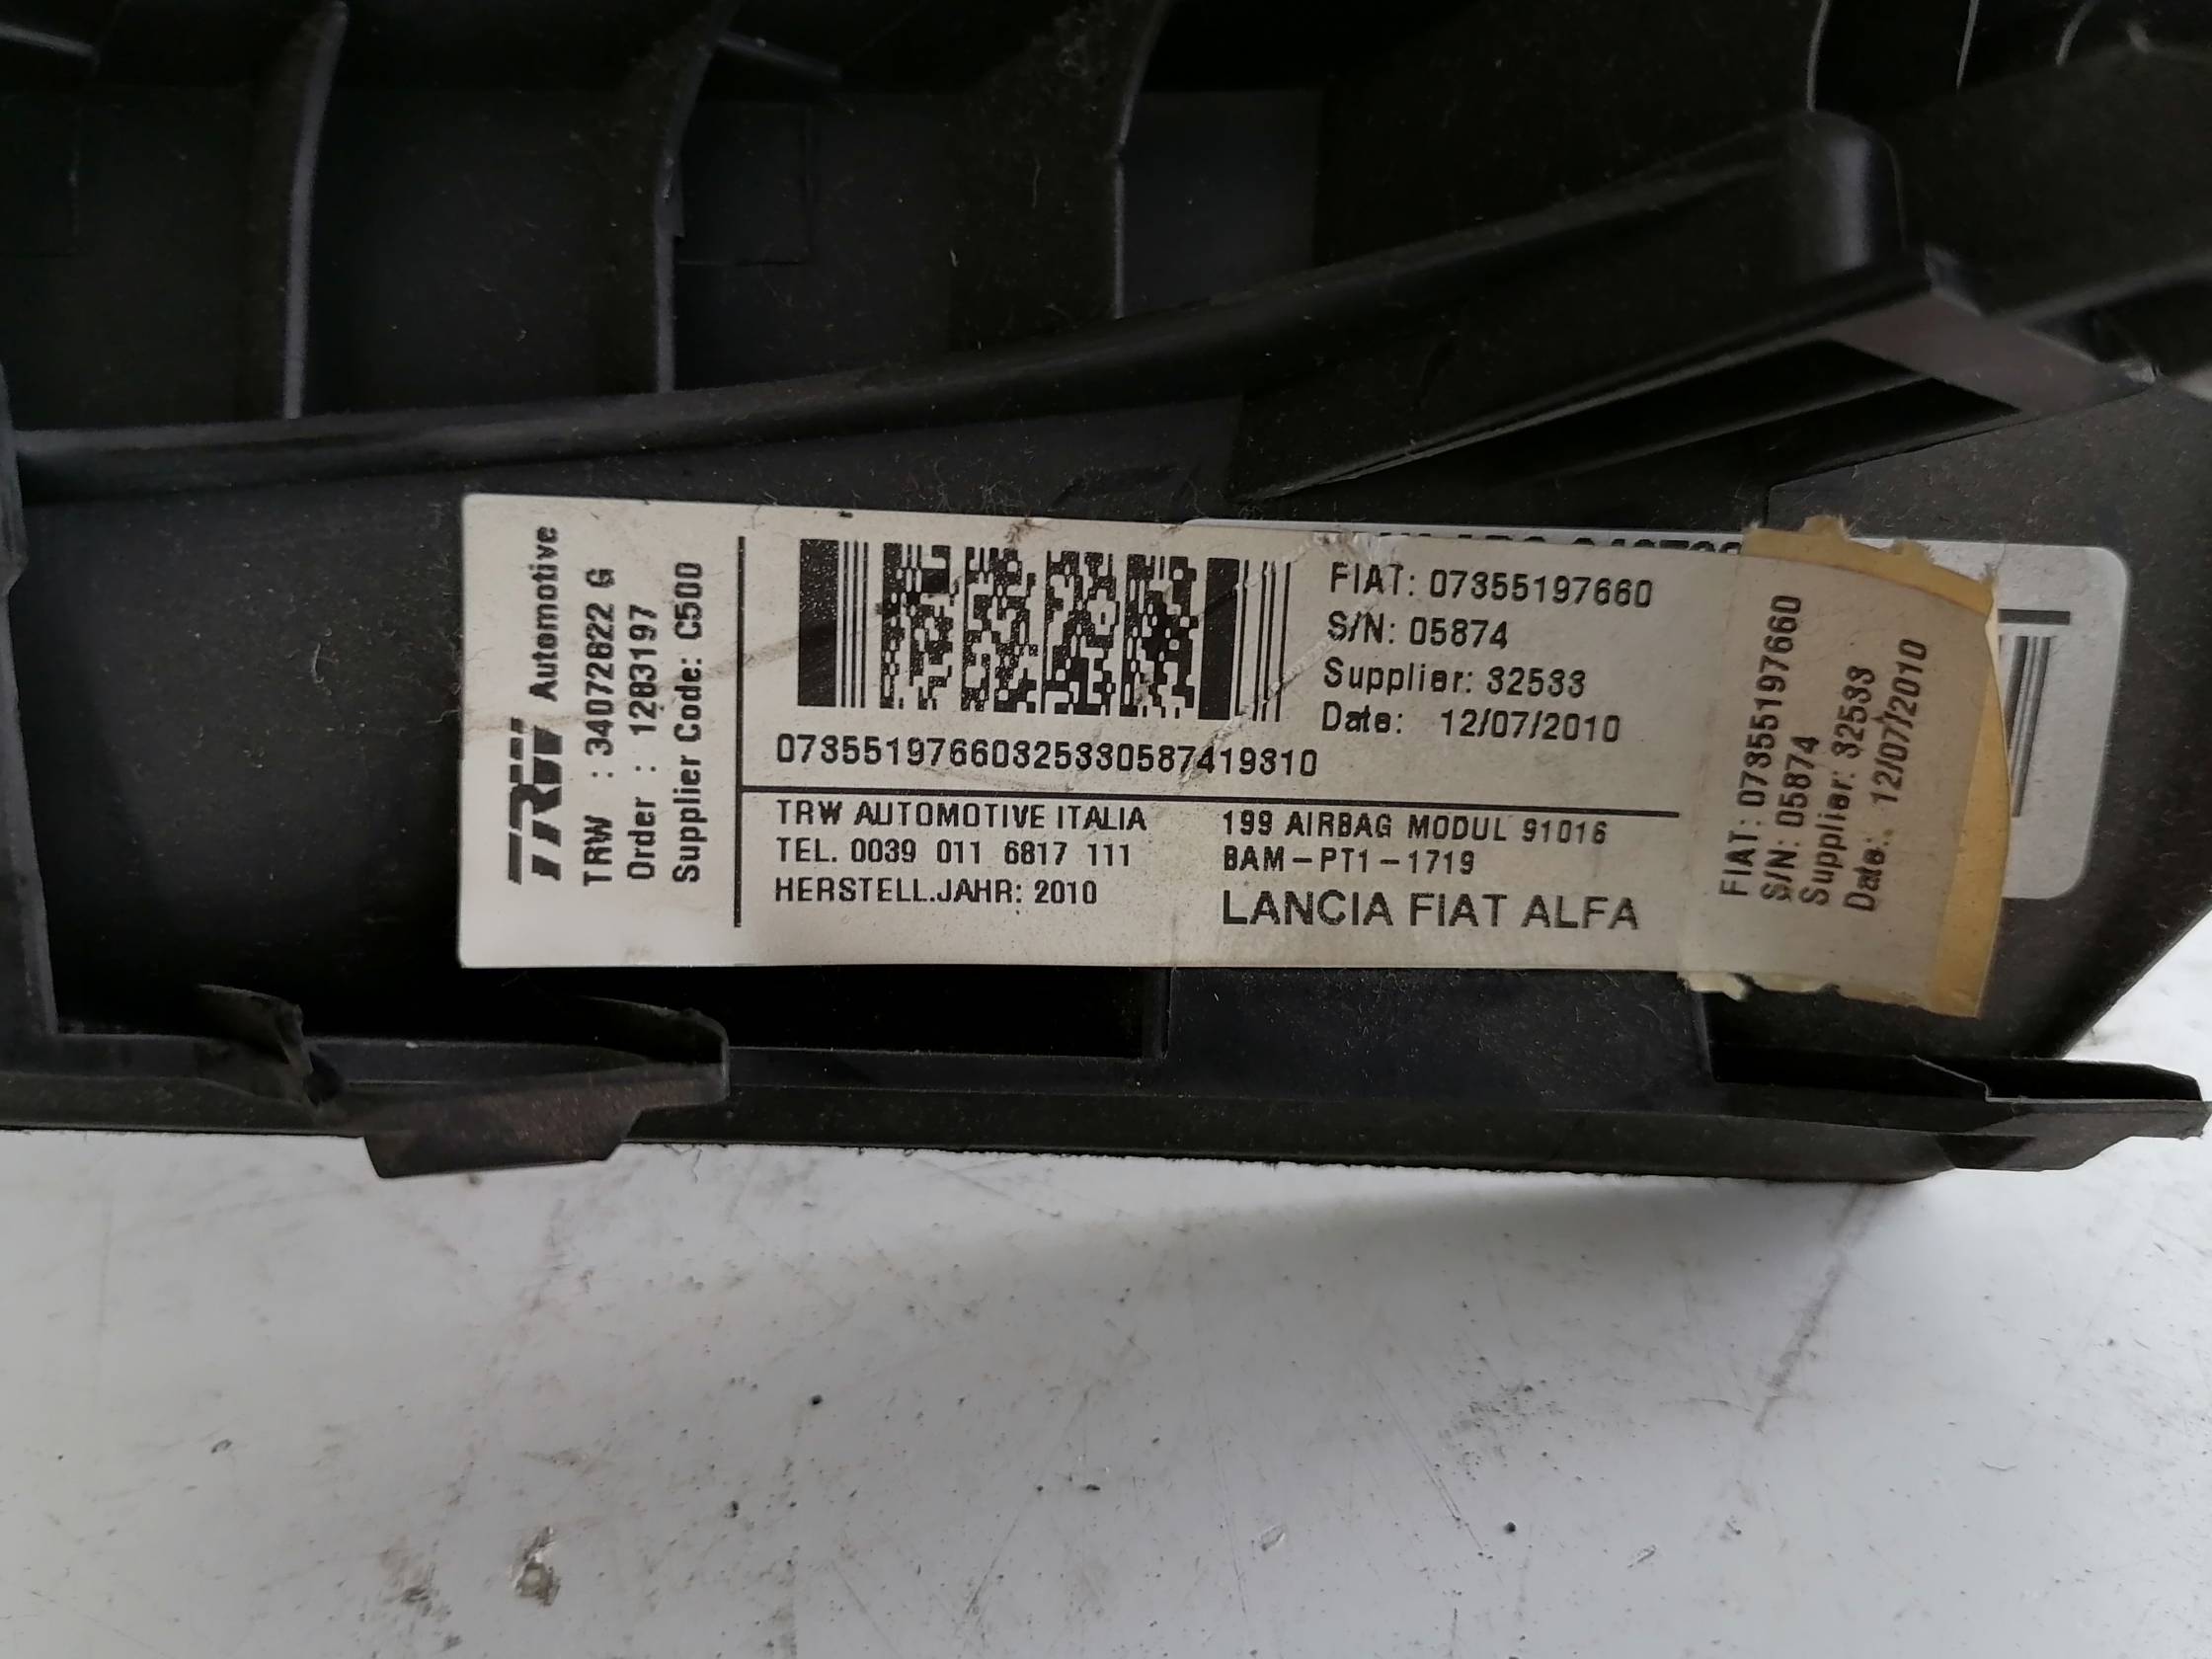 TRW Automotive
TRW : 34072622 G
Order : 1283197
Supplier Code: C500
FIAT: 07355197660
S/N: 05874
Supplier: 32533
Date: 12/07/2010
07355197660325330587419310
TRW AUTOMOTIVE ITALIA
TEL. 0039 011 6817 111
HERSTELL.JAHR: 2010
199 AIRBAG MODUL 91016
BAM-PT1-1719
LANCIA FIAT ALFA
FIAT: 07355197660
S/N: 05874
Supplier: 32533
Date: 12/07/2010